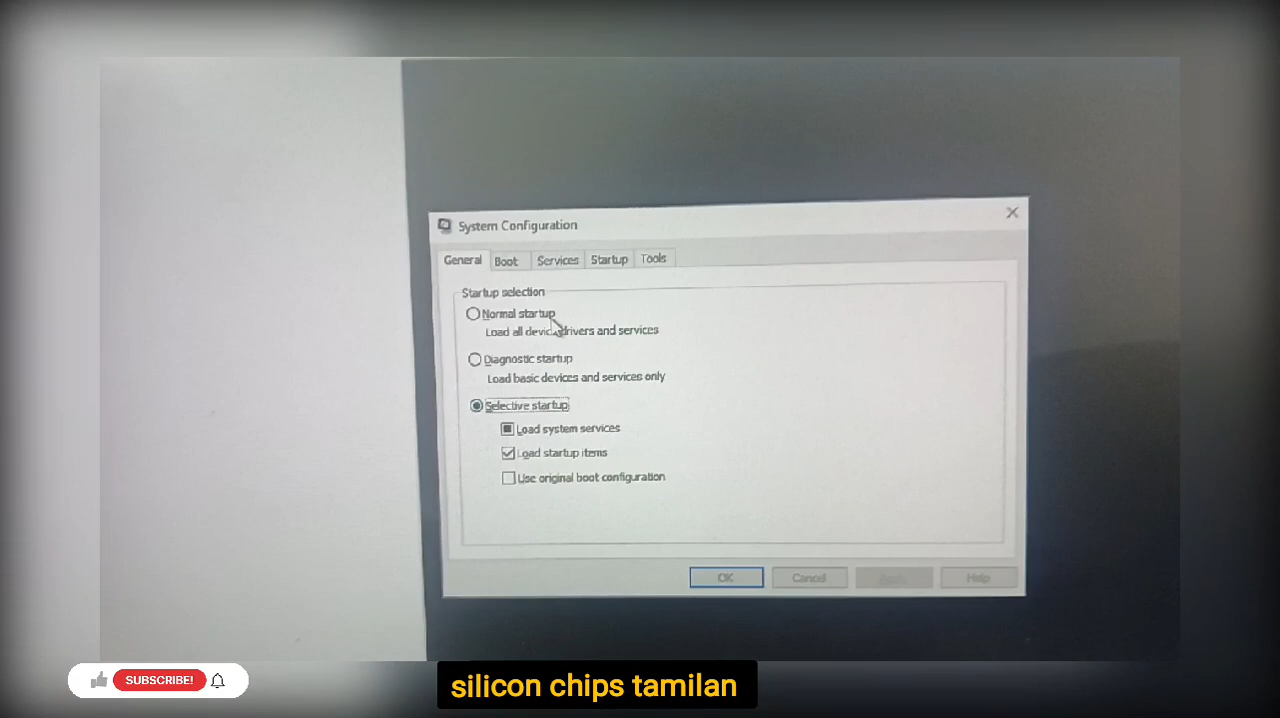 System Configuration
General Boot Services Startup Tools
Startup selection
Normal startup
Load all device drivers and services
Diagnostic startup
Load basic devices and services only
Selective startup
Load system services
Load startup items
Use original boot configuration
OK Cancel Apply Help
SUBSCRIBE!
silicon chips tamilan